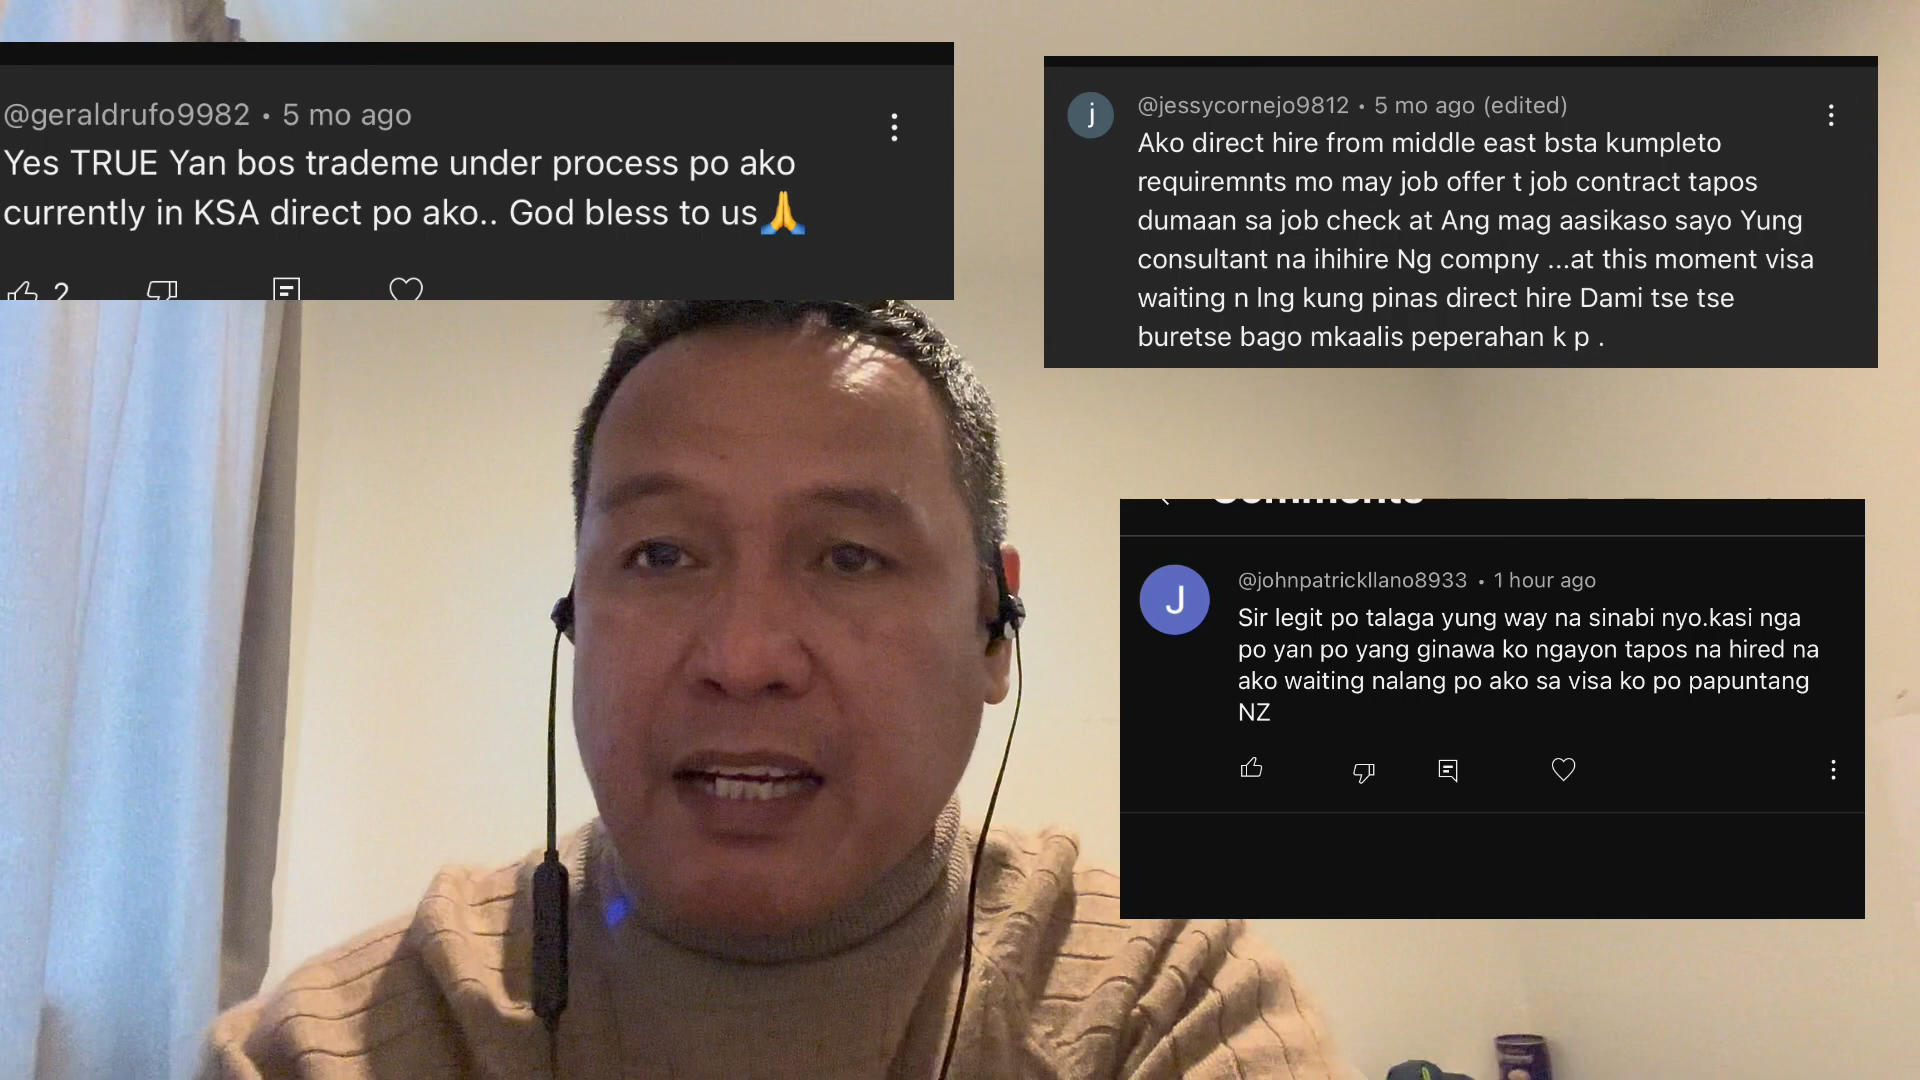 @geraldrufo9982 • 5 mo ago
Yes TRUE Yan bos trademe under process po ako
currently in KSA direct po ako.. God bless to us🙏
2
j
@jessycornejo9812 • 5 mo ago (edited)
Ako direct hire from middle east bsta kumpleto
requiremnts mo may job offer t job contract tapos
dumaan sa job check at Ang mag aasikaso sayo Yung
consultant na ihihire Ng compny ...at this moment visa
waiting n lng kung pinas direct hire Dami tse tse
buretse bago mkaalis peperahan k p .
Comments
J
@johnpatrickllano8933 • 1 hour ago
Sir legit po talaga yung way na sinabi nyo.kasi nga
po yan po yang ginawa ko ngayon tapos na hired na
ako waiting nalang po ako sa visa ko po papuntang
NZ